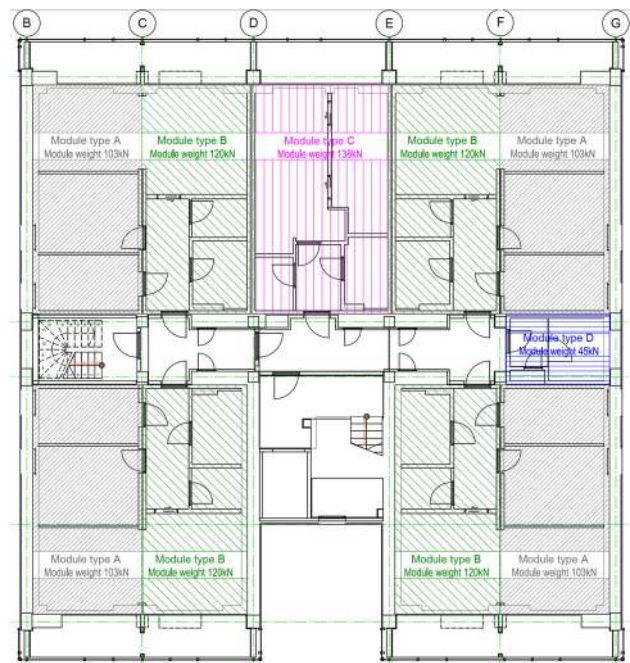 B C D E F G
Module type A
Module weight 103kN
Module type B
Module weight 120kN
Module type C
Module weight 138kN
Module type B
Module weight 120kN
Module type A
Module weight 103kN
Module type D
Module weight 45kN
Module type A
Module weight 103kN
Module type B
Module weight 120kN
Module type B
Module weight 120kN
Module type A
Module weight 103kN